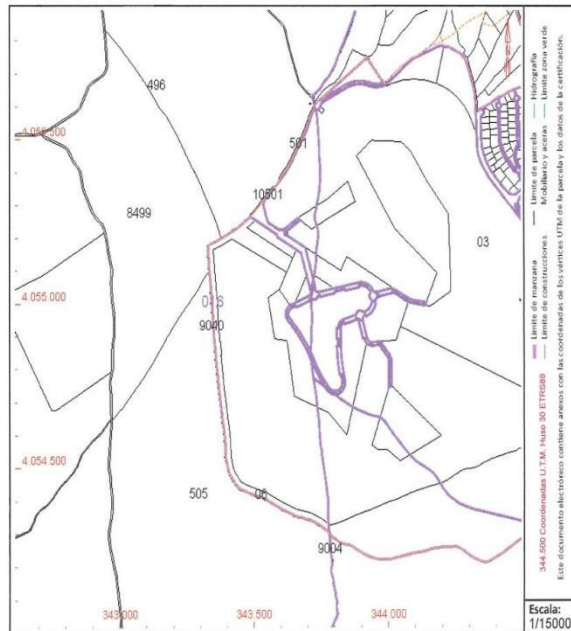 496
4.055.500
501
10501
8499
03
4.055.000
9040
4.054.500
505
06
9004
343.000
343.500
344.000
Límite de manzana
Límite de parcela
Hidrografía
344.500 Coordenadas U.T.M. Huso 30 ETRS89
Límite de construcciones
Mobiliario y aceras
Límite zona verde
Este documento electrónico contiene anexos con las coordenadas de los vértices UTM de la parcela y los datos de la certificación.
Escala:
1/15000